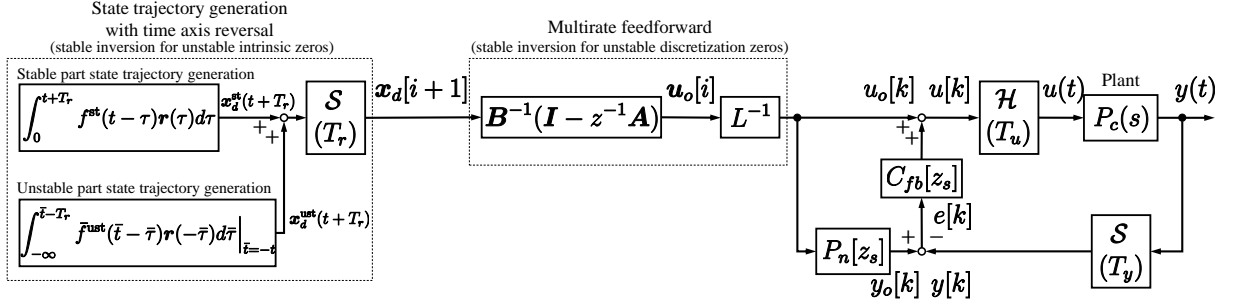 State trajectory generation
with time axis reversal
(stable inversion for unstable intrinsic zeros)
Stable part state trajectory generation
∫₀^{t+T_r} f^{st}(t − τ)r(τ)dτ
x_d^{st}(t+T_r)
+
+
S
(T_r)
Unstable part state trajectory generation
∫_{−∞}^{t̄−T_r} f̄^{ust}(t̄ − τ̄)r(−τ̄)dτ̄|_{t̄=−t}
x_d^{ust}(t+T_r)
x_d[i + 1]
Multirate feedforward
(stable inversion for unstable discretization zeros)
B^{−1}(I − z^{−1}A)
u_o[i]
L^{−1}
u_o[k]
u[k]
+
+
H
(T_u)
u(t)
Plant
P_c(s)
y(t)
C_{fb}[z_s]
e[k]
P_n[z_s]
+
−
y_o[k]
y[k]
S
(T_y)